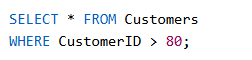 SELECT * FROM Customers
WHERE CustomerID > 80;